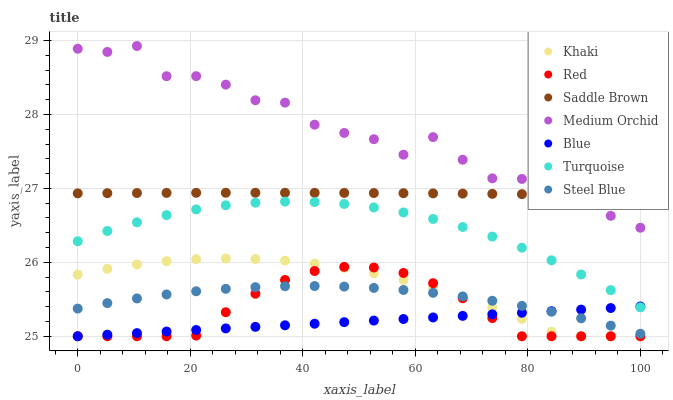 title
29
28
27
26
25
0
20
40
60
80
100
yaxis_label
xaxis_label
Khaki
Red
Saddle Brown
Medium Orchid
Blue
Turquoise
Steel Blue